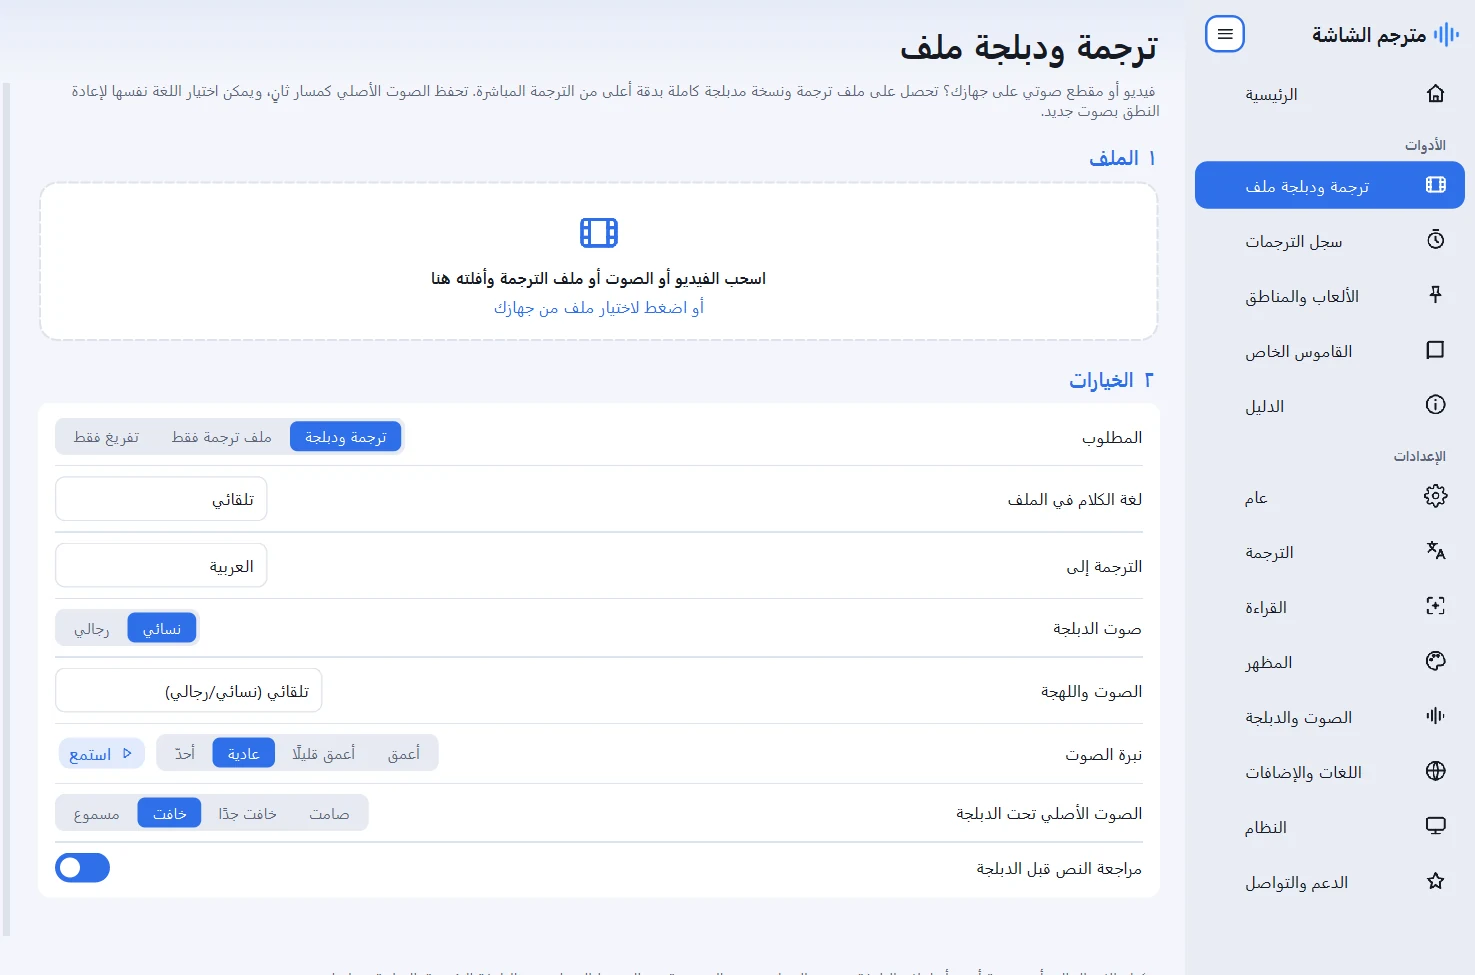 مترجم الشاشة
الرئيسية
الأدوات
ترجمة ودبلجة ملف
سجل الترجمات
الألعاب والمناطق
القاموس الخاص
الدليل
الإعدادات
عام
الترجمة
القراءة
المظهر
الصوت والدبلجة
اللغات والإضافات
النظام
الدعم والتواصل
ترجمة ودبلجة ملف
فيديو أو مقطع صوتي على جهازك؟ تحصل على ملف ترجمة ونسخة مدبلجة كاملة بدقة أعلى من الترجمة المباشرة. تحفظ الصوت الأصلي كمسار ثانٍ، ويمكن اختيار اللغة نفسها لإعادة
النطق بصوت جديد.
١ الملف
اسحب الفيديو أو الصوت أو ملف الترجمة وأفلته هنا
أو اضغط لاختيار ملف من جهازك
٢ الخيارات
المطلوب ترجمة ودبلجة ملف ترجمة فقط تفريغ فقط
لغة الكلام في الملف تلقائي
الترجمة إلى العربية
صوت الدبلجة نسائي رجالي
الصوت واللهجة تلقائي (نسائي/رجالي)
نبرة الصوت أعمق أعمق قليلًا عادية أحدّ استمع
الصوت الأصلي تحت الدبلجة صامت خافت جدًا خافت مسموع
مراجعة النص قبل الدبلجة